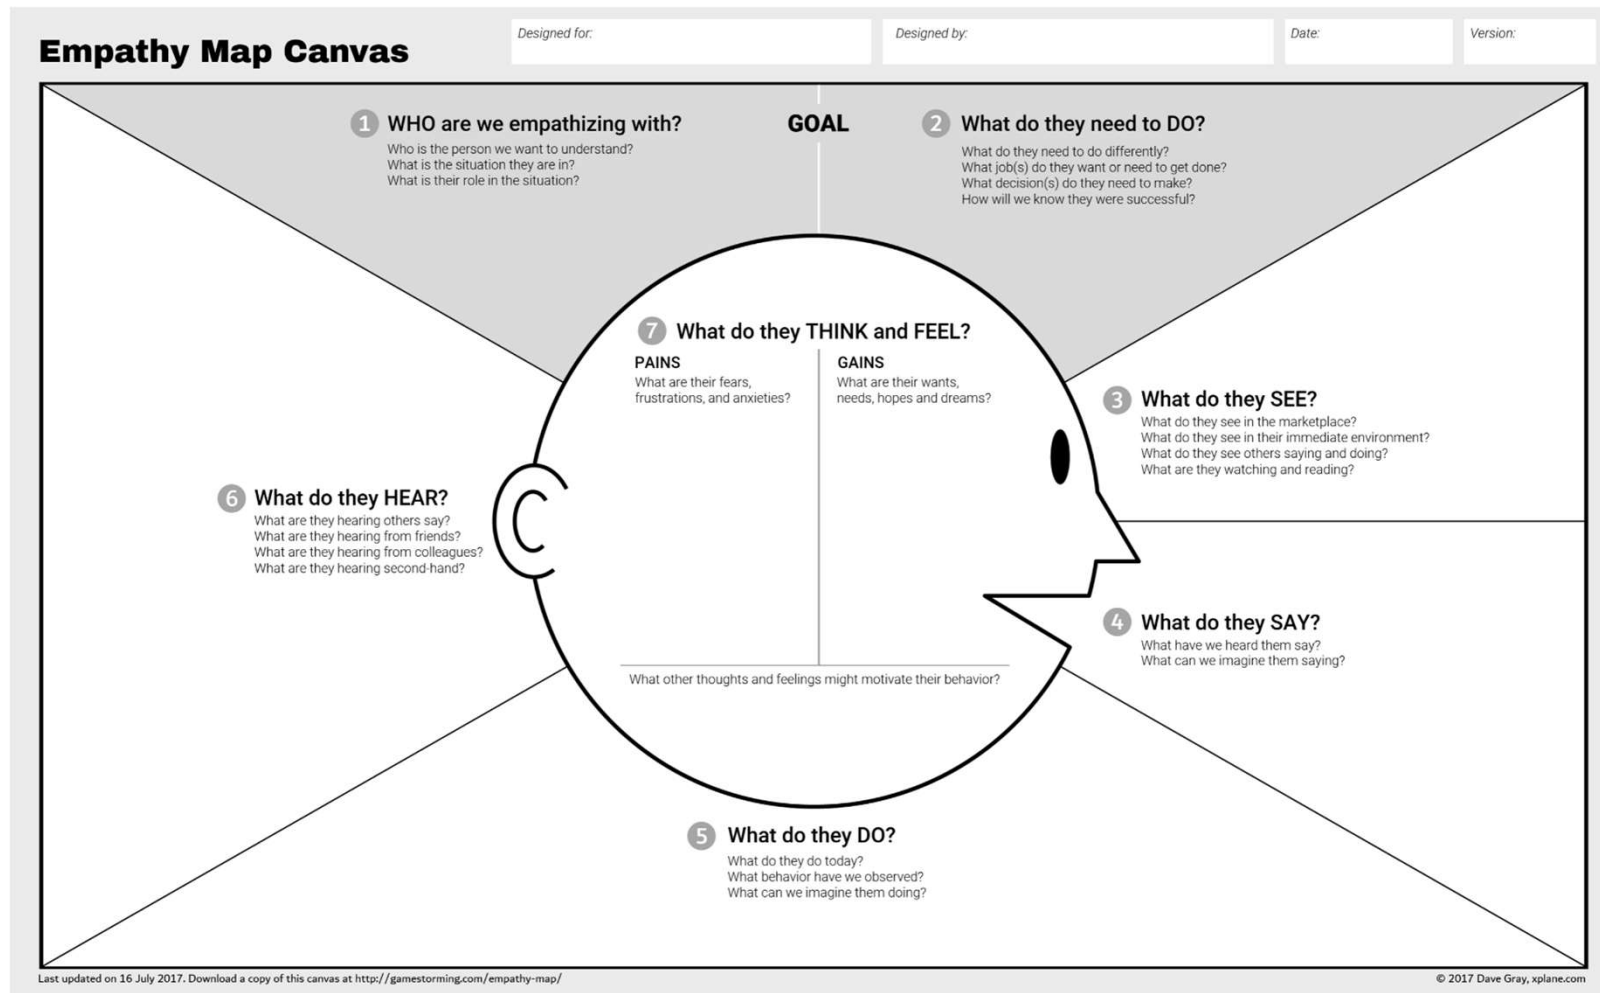 Empathy Map Canvas
Designed for:
Designed by:
Date:
Version:
1 WHO are we empathizing with?
Who is the person we want to understand?
What is the situation they are in?
What is their role in the situation?
GOAL
2 What do they need to DO?
What do they need to do differently?
What job(s) do they want or need to get done?
What decision(s) do they need to make?
How will we know they were successful?
7 What do they THINK and FEEL?
PAINS
What are their fears,
frustrations, and anxieties?
GAINS
What are their wants,
needs, hopes and dreams?
What other thoughts and feelings might motivate their behavior?
3 What do they SEE?
What do they see in the marketplace?
What do they see in their immediate environment?
What do they see others saying and doing?
What are they watching and reading?
4 What do they SAY?
What have we heard them say?
What can we imagine them saying?
5 What do they DO?
What do they do today?
What behavior have we observed?
What can we imagine them doing?
6 What do they HEAR?
What are they hearing others say?
What are they hearing from friends?
What are they hearing from colleagues?
What are they hearing second-hand?
Last updated on 16 July 2017. Download a copy of this canvas at http://gamestorming.com/empathy-map/
© 2017 Dave Gray, xplane.com